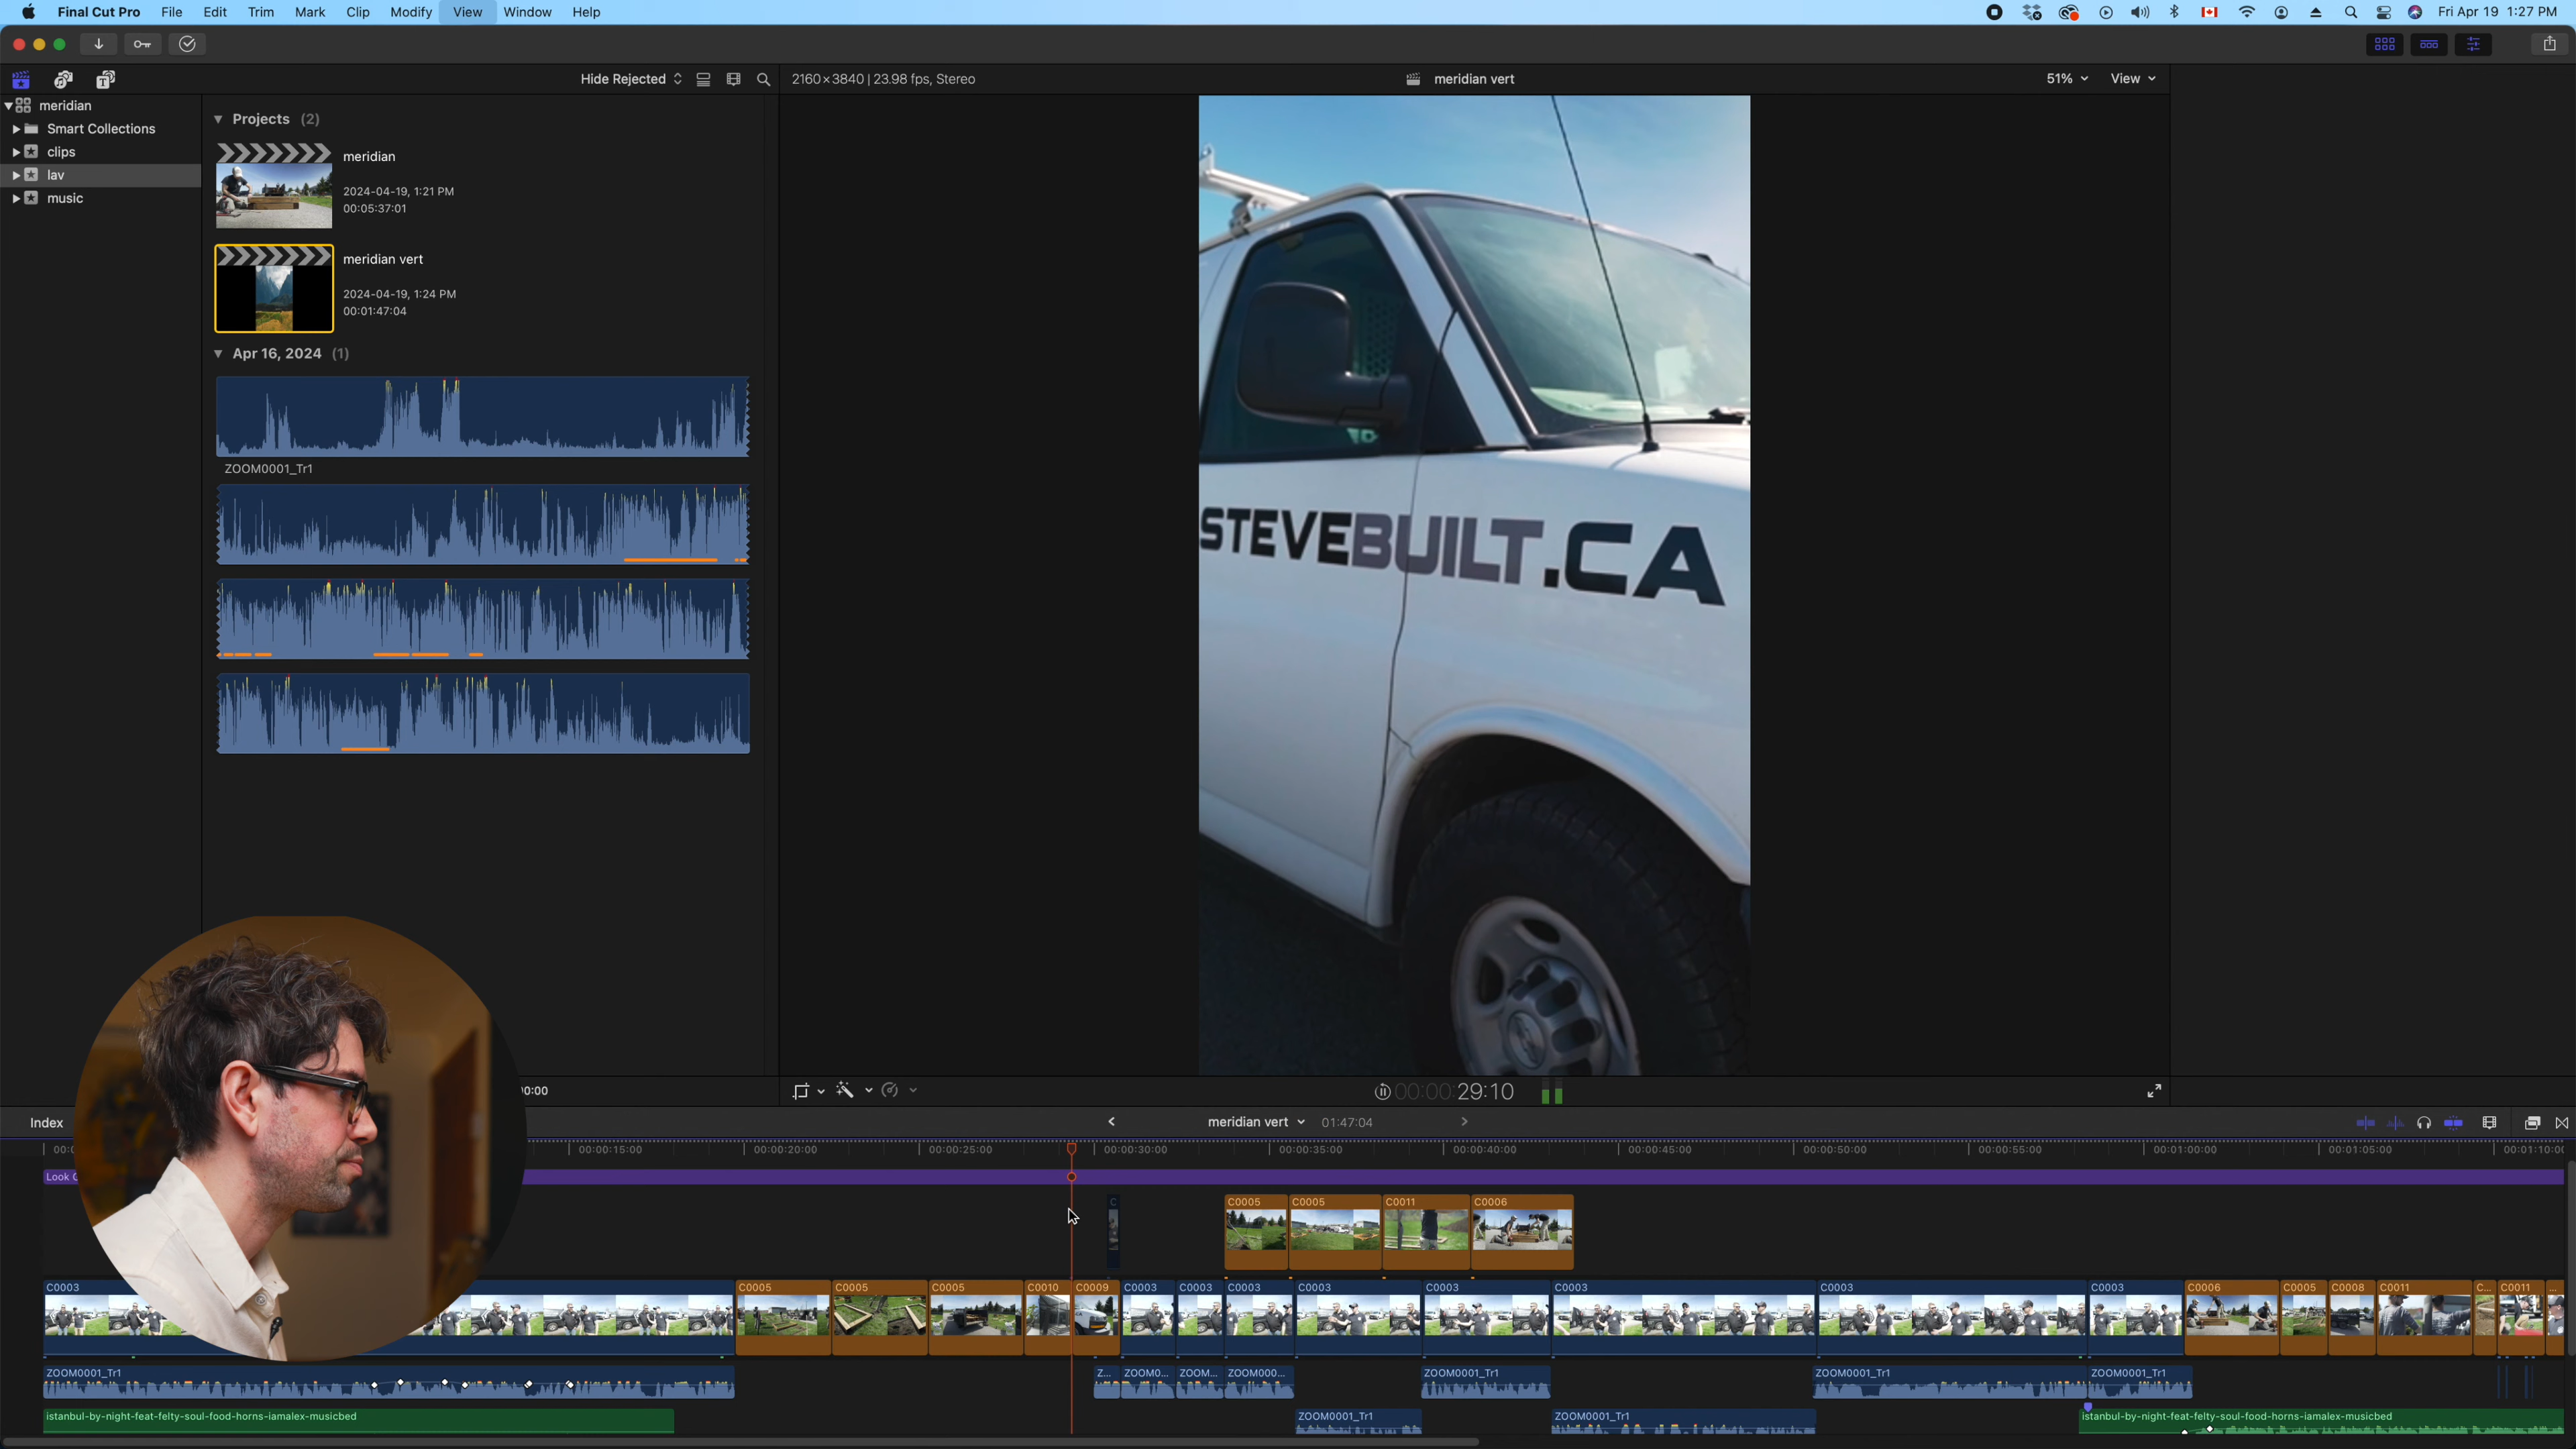 Final Cut Pro File Edit Trim Mark Clip Modify View Window Help Fri Apr 19 1:27 PM
Hide Rejected 2160×3840 | 23.98 fps, Stereo meridian vert 51% View
meridian
Smart Collections
clips
lav
music
Projects (2)
meridian
2024-04-19, 1:21 PM
00:05:37:01
meridian vert
2024-04-19, 1:24 PM
00:01:47:04
Apr 16, 2024 (1)
ZOOM0001_Tr1
STEVEBUILT.CA
00:00 00:00:00:29:10
Index meridian vert 01:47:04
00:00:15:00 00:00:20:00 00:00:25:00 00:00:30:00 00:00:35:00 00:00:40:00 00:00:45:00 00:00:50:00 00:00:55:00 00:01:00:00 00:01:05:00 00:01:10:00
Look
C C0005 C0005 C0011 C0006
C0003 C0005 C0005 C0005 C0010 C0009 C0003 C0003 C0003 C0003 C0003 C0003 C0003 C0003 C0006 C0005 C0008 C0011 C... C0011 ...
ZOOM0001_Tr1 Z... ZOOM0... ZOOM... ZOOM000... ZOOM0001_Tr1 ZOOM0001_Tr1 ZOOM0001_Tr1
istanbul-by-night-feat-felty-soul-food-horns-iamalex-musicbed ZOOM0001_Tr1 ZOOM0001_Tr1 istanbul-by-night-feat-felty-soul-food-horns-iamalex-musicbed